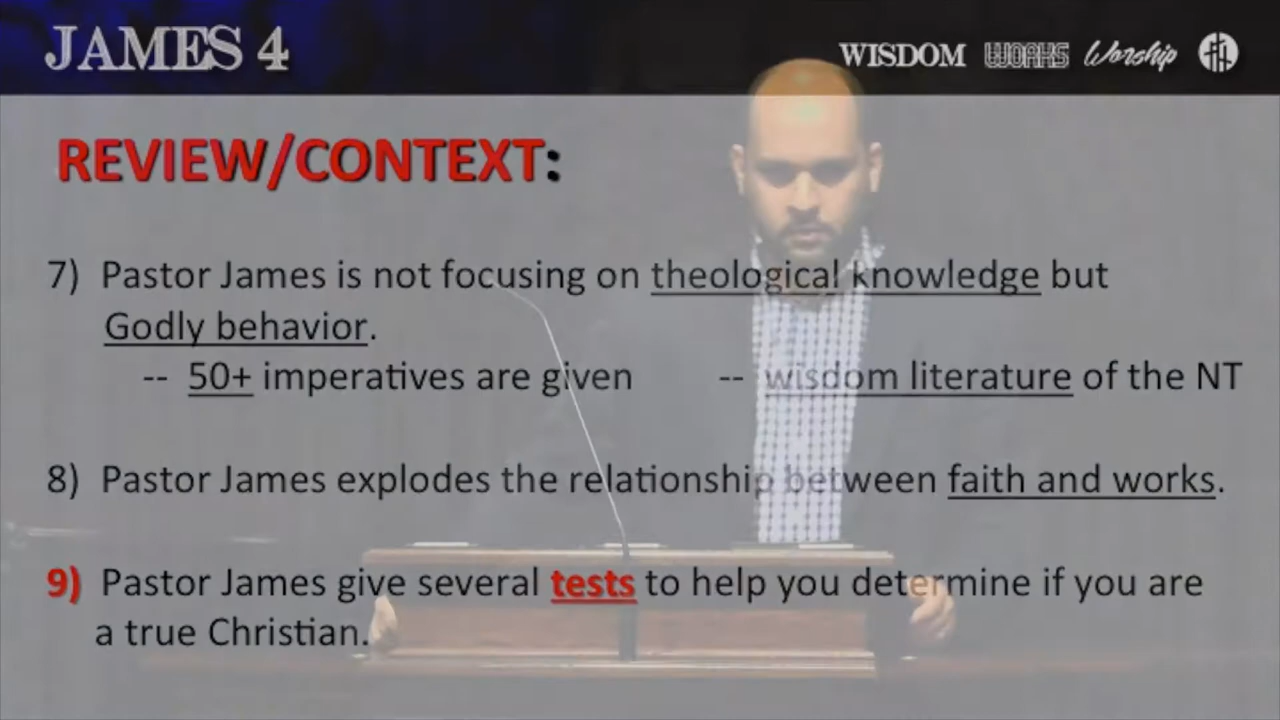 JAMES 4
WISDOM WORKS Worship
REVIEW/CONTEXT:
7) Pastor James is not focusing on theological knowledge but
Godly behavior.
-- 50+ imperatives are given -- wisdom literature of the NT
8) Pastor James explodes the relationship between faith and works.
9) Pastor James give several tests to help you determine if you are
a true Christian.